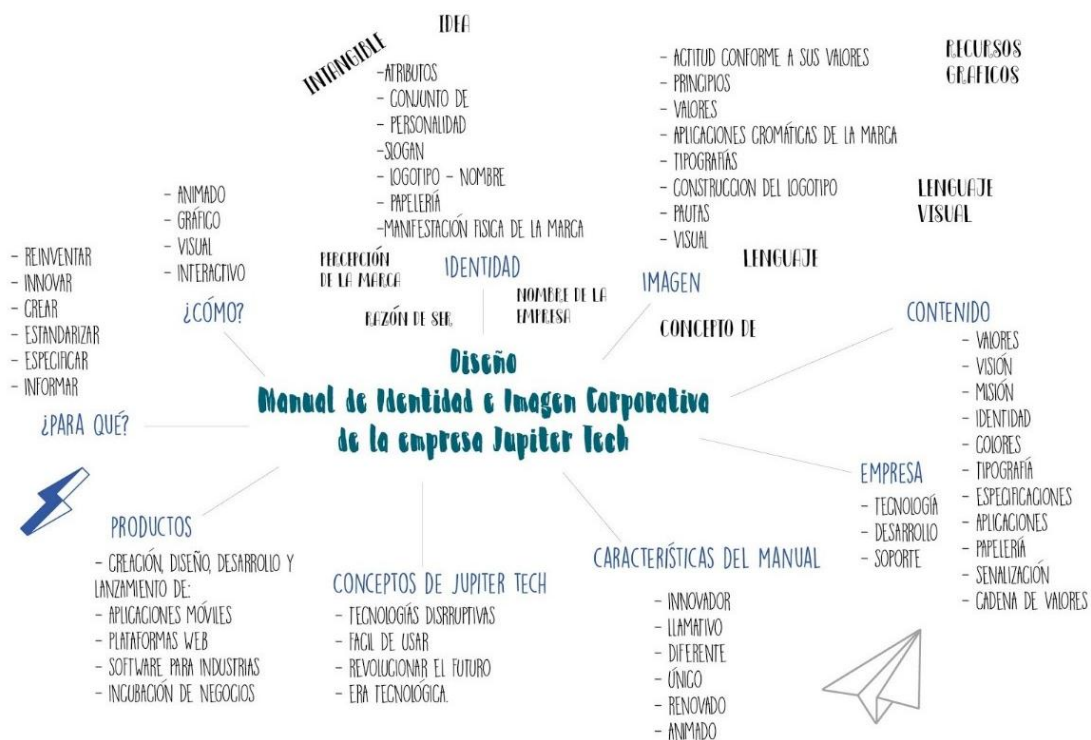 IDEA
INTANGIBLE
-ATRIBUTOS
- CONJUNTO DE
- PERSONALIDAD
-SLOGAN
- LOGOTIPO - NOMBRE
- PAPELERÍA
-MANIFESTACIÓN FISICA DE LA MARCA
IDENTIDAD
- ACTITUD CONFORME A SUS VALORES
- PRINCIPIOS
- VALORES
- APLICACIONES CROMÁTICAS DE LA MARCA
- TIPOGRAFÍAS
- CONSTRUCCION DEL LOGOTIPO
- PAUTAS
- VISUAL
LENGUAJE
IMAGEN
RECURSOS
GRAFICOS
LENGUAJE
VISUAL
- ANIMADO
- GRÁFICO
- VISUAL
- INTERACTIVO
¿CÓMO?
PERCEPCIÓN
DE LA MARCA
RAZÓN DE SER
NOMBRE DE LA
EMPRESA
CONCEPTO DE
- REINVENTAR
- INNOVAR
- CREAR
- ESTANDARIZAR
- ESPECIFICAR
- INFORMAR
¿PARA QUÉ?
Diseño
Manual de Identidad e Imagen Corporativa
de la empresa Jupiter Tech
CONTENIDO
- VALORES
- VISIÓN
- MISIÓN
- IDENTIDAD
- COLORES
- TIPOGRAFÍA
- ESPECIFICACIONES
- APLICACIONES
- PAPELERÍA
- SENALIZACIÓN
- CADENA DE VALORES
EMPRESA
- TECNOLOGÍA
- DESARROLLO
- SOPORTE
PRODUCTOS
- CREACIÓN, DISEÑO, DESARROLLO Y
LANZAMIENTO DE:
- APLICACIONES MÓVILES
- PLATAFORMAS WEB
- SOFTWARE PARA INDUSTRIAS
- INCUBACIÓN DE NEGOCIOS
CONCEPTOS DE JUPITER TECH
- TECNOLOGÍAS DISRRUPTIVAS
- FACIL DE USAR
- REVOLUCIONAR EL FUTURO
- ERA TECNOLÓGICA.
CARACTERÍSTICAS DEL MANUAL
- INNOVADOR
- LLAMATIVO
- DIFERENTE
- ÚNICO
- RENOVADO
- ANIMADO